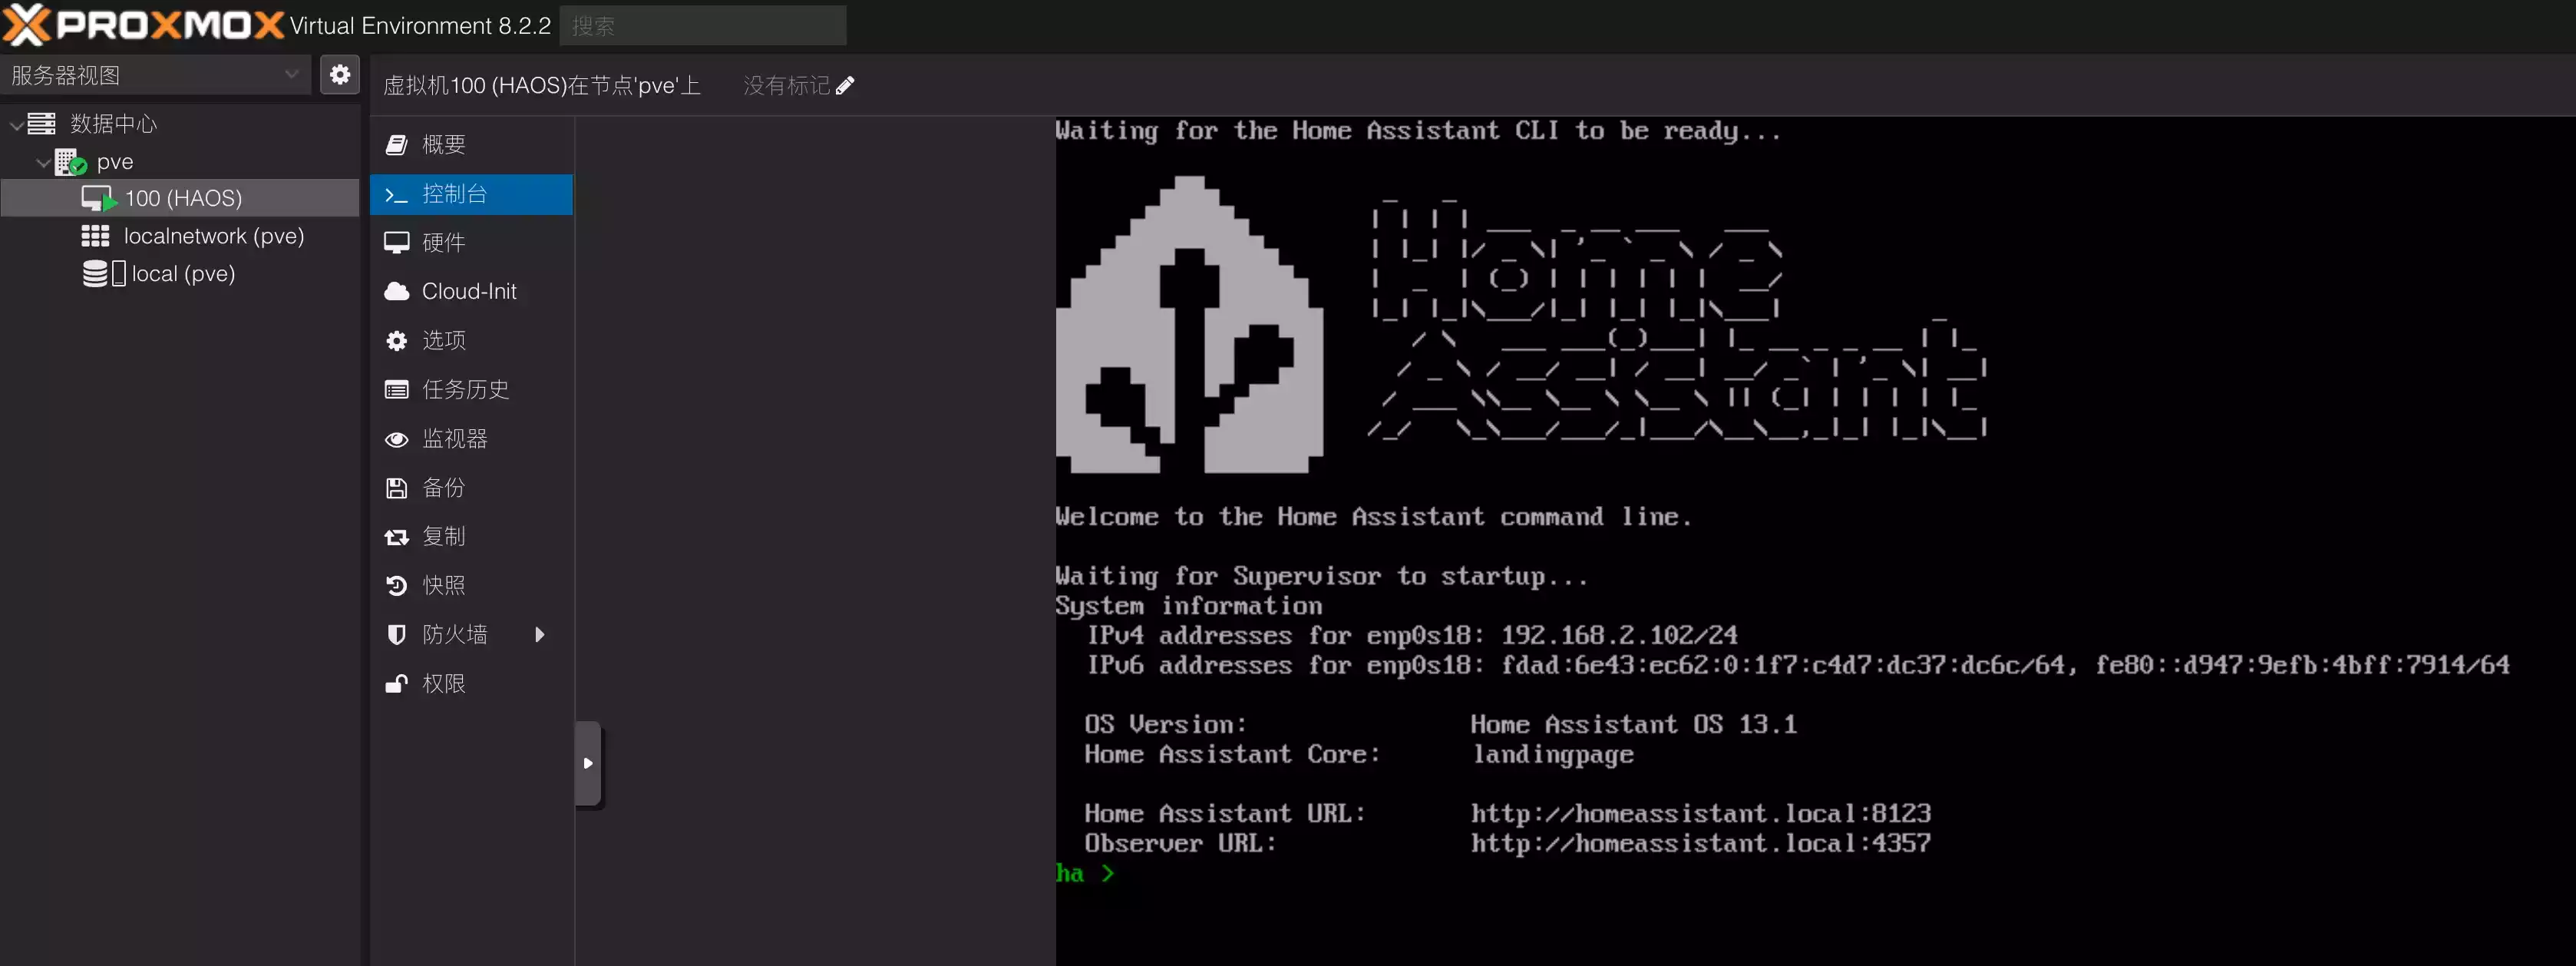 PROXMOX Virtual Environment 8.2.2 搜索
服务器视图
虚拟机100 (HAOS)在节点'pve'上 没有标记
数据中心
pve
100 (HAOS)
localnetwork (pve)
local (pve)
概要
控制台
硬件
Cloud-Init
选项
任务历史
监视器
备份
复制
快照
防火墙
权限
Waiting for the Home Assistant CLI to be ready...
Home
Assistant
Welcome to the Home Assistant command line.
Waiting for Supervisor to startup...
System information
IPv4 addresses for enp0s18: 192.168.2.102/24
IPv6 addresses for enp0s18: fdad:6e43:ec62:0:1f7:c4d7:dc37:dc6c/64, fe80::d947:9efb:4bff:7914/64
OS Version: Home Assistant OS 13.1
Home Assistant Core: landingpage
Home Assistant URL: http://homeassistant.local:8123
Observer URL: http://homeassistant.local:4357
ha >